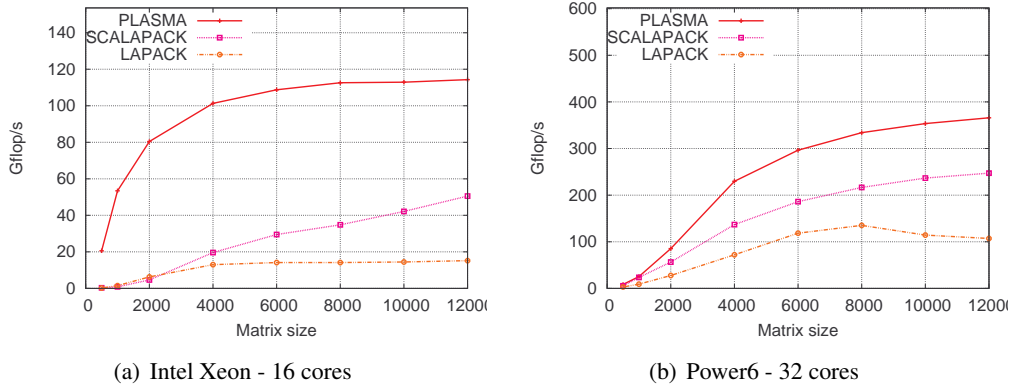 PLASMA
SCALAPACK
LAPACK
140
120
100
80
60
40
20
0
Gflop/s
0 2000 4000 6000 8000 10000 1200
Matrix size
(a) Intel Xeon - 16 cores
PLASMA
SCALAPACK
LAPACK
600
500
400
300
200
100
0
Gflop/s
0 2000 4000 6000 8000 10000 12000
Matrix size
(b) Power6 - 32 cores